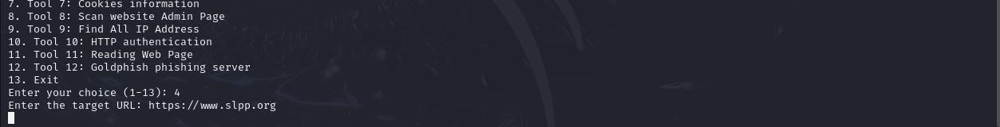 7. Tool 7: Cookies information
8. Tool 8: Scan website Admin Page
9. Tool 9: Find All IP Address
10. Tool 10: HTTP authentication
11. Tool 11: Reading Web Page
12. Tool 12: Goldphish phishing server
13. Exit
Enter your choice (1-13): 4
Enter the target URL: https://www.slpp.org